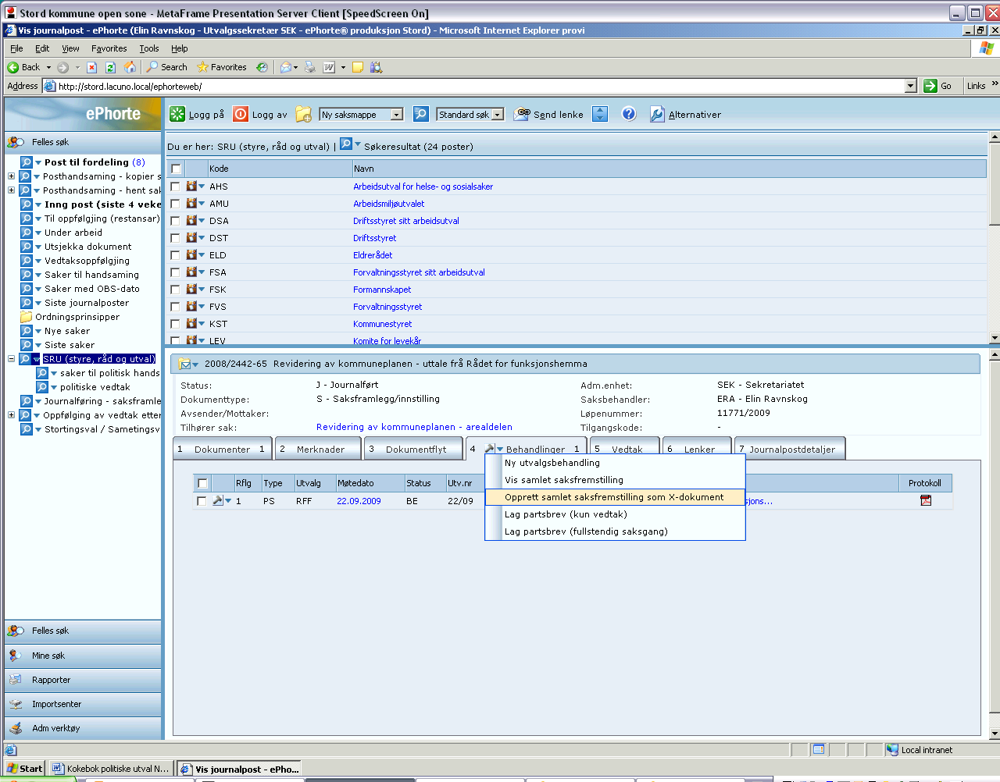 Stord kommune open sone - MetaFrame Presentation Server Client [SpeedScreen On]
Vis journalpost - ePhorte (Elin Ravnskog - Utvalgssekretær SEK - ePhorte® produksjon Stord) - Microsoft Internet Explorer provi
File Edit View Favorites Tools Help
Back Search Favorites
Address http://stord.lacuno.local/ephorteweb/ Go Links »
ePhorte Logg på Logg av Ny saksmappe Standard søk Send lenke Alternativer
Felles søk
Post til fordeling (8)
Posthandsaming - kopier s
Posthandsaming - hent sak
Inng post (siste 4 veke
Til oppfølgjing (restansar)
Under arbeid
Utsjekka dokument
Vedtaksoppfølgjing
Saker til handsaming
Saker med OBS-dato
Siste journalposter
Ordningsprinsipper
Nye saker
Siste saker
SRU (styre, råd og utval)
saker til politisk hands
politiske vedtak
Journalføring - saksframle
Oppfølging av vedtak etter
Stortingsval / Sametingsv
Felles søk
Mine søk
Rapporter
Importsenter
Adm verktøy
Du er her: SRU (styre, råd og utval) | Søkeresultat (24 poster)
Kode Navn
AHS Arbeidsutval for helse- og sosialsaker
AMU Arbeidsmiljøutvalet
DSA Driftsstyret sitt arbeidsutval
DST Driftsstyret
ELD Eldrerådet
FSA Forvaltningsstyret sitt arbeidsutval
FSK Formannskapet
FVS Forvaltningsstyret
KST Kommunestyret
LEV Komite for levekår
2008/2442-65 Revidering av kommuneplanen - uttale frå Rådet for funksjonshemma
Status: J - Journalført Adm.enhet: SEK - Sekretariatet
Dokumenttype: S - Saksframlegg/innstilling Saksbehandler: ERA - Elin Ravnskog
Avsender/Mottaker: Løpenummer: 11771/2009
Tilhører sak: Revidering av kommuneplanen - arealdelen Tilgangskode: -
1 Dokumenter 1 2 Merknader 3 Dokumentflyt 4 Behandlinger 1 5 Vedtak 6 Lenker 7 Journalpostdetaljer
Ny utvalgsbehandling
Vis samlet saksfremstilling
Opprett samlet saksfremstilling som X-dokument
Lag partsbrev (kun vedtak)
Lag partsbrev (fullstendig saksgang)
Rflg Type Utvalg Møtedato Status Utv.nr Protokoll
1 PS RFF 22.09.2009 BE 22/09 sjons...
Local intranet
Start Kokebok politiske utval N... Vis journalpost - ePho...